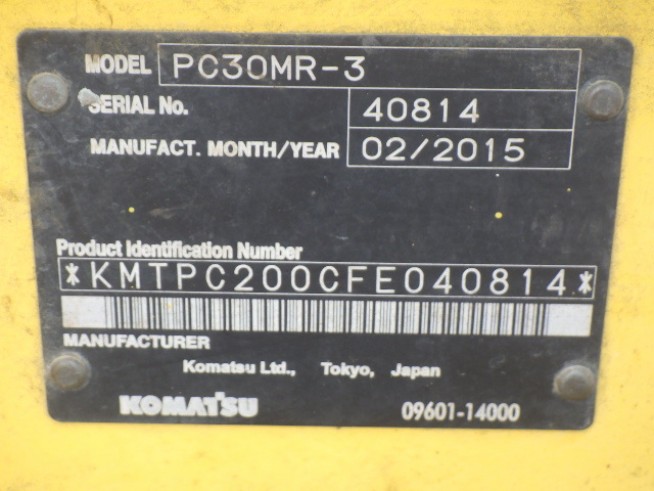 MODEL PC30MR-3
SERIAL No. 40814
MANUFACT. MONTH/YEAR 02/2015
Product Identification Number
*KMTPC200CFE040814*
MANUFACTURER
Komatsu Ltd., Tokyo, Japan
KOMATSU 09601-14000